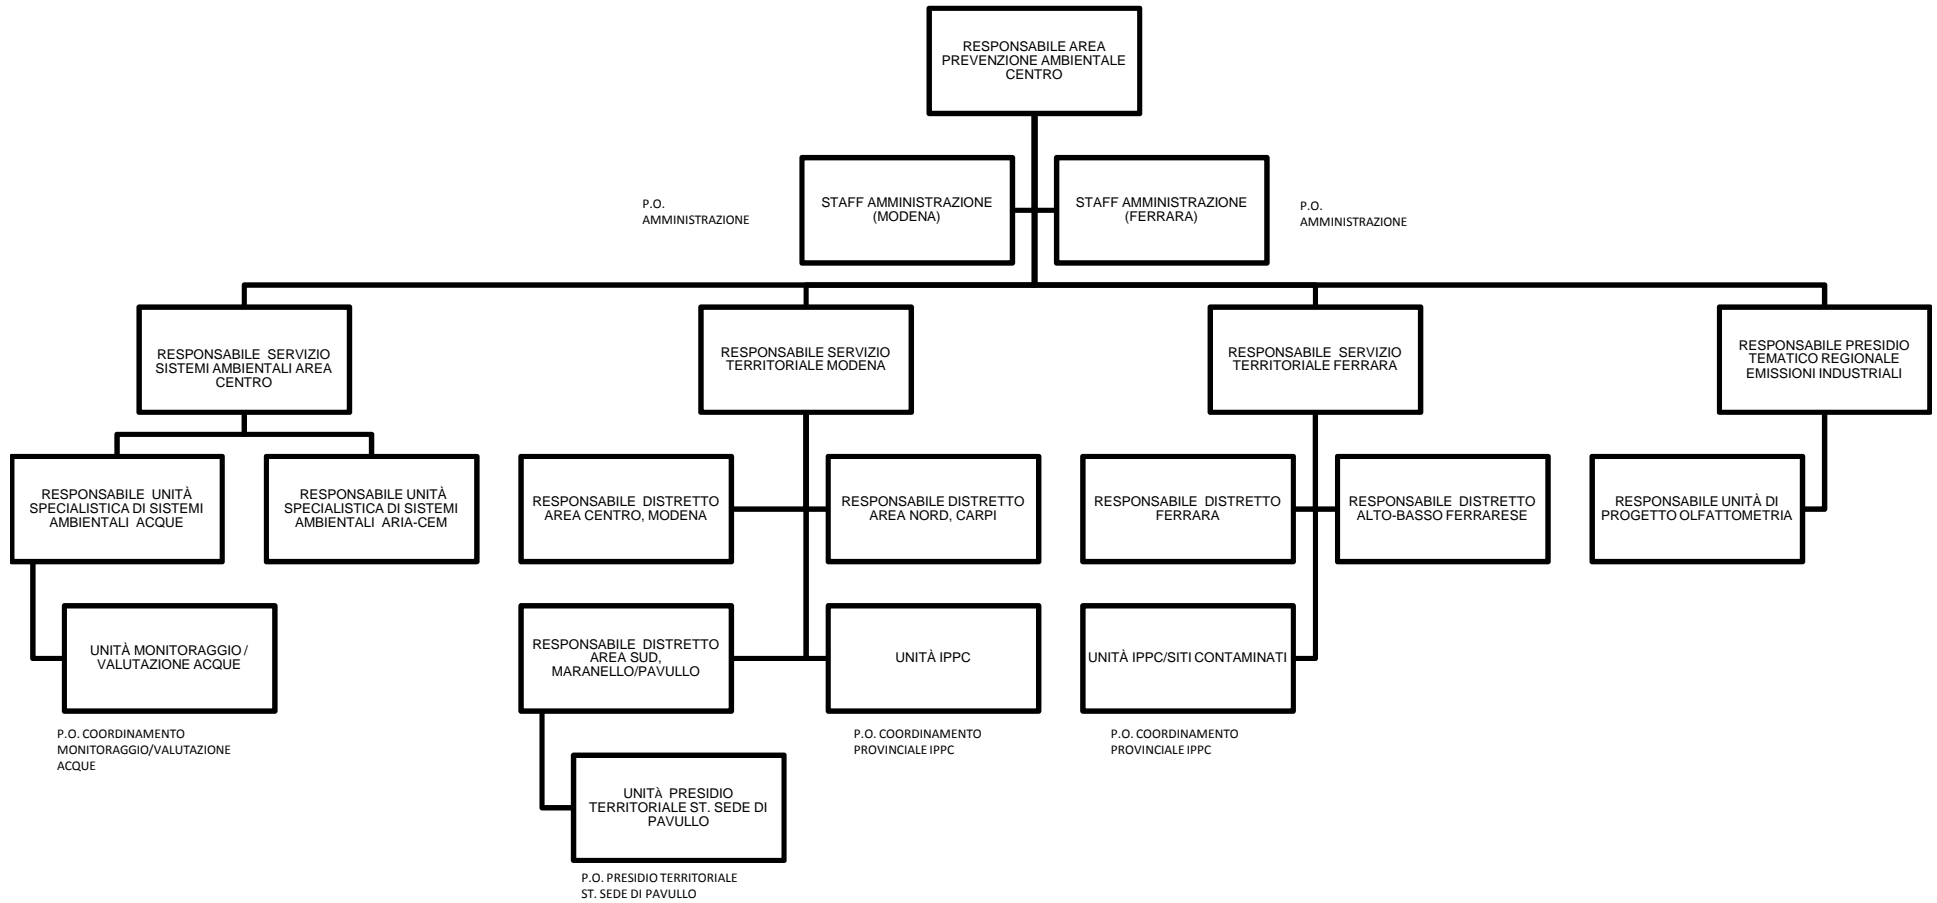 RESPONSABILE AREA
PREVENZIONE AMBIENTALE
CENTRO
P.O.
AMMINISTRAZIONE
STAFF AMMINISTRAZIONE
(MODENA)
STAFF AMMINISTRAZIONE
(FERRARA)
P.O.
AMMINISTRAZIONE
RESPONSABILE SERVIZIO
SISTEMI AMBIENTALI AREA
CENTRO
RESPONSABILE SERVIZIO
TERRITORIALE MODENA
RESPONSABILE SERVIZIO
TERRITORIALE FERRARA
RESPONSABILE PRESIDIO
TEMATICO REGIONALE
EMISSIONI INDUSTRIALI
RESPONSABILE UNITÀ
SPECIALISTICA DI SISTEMI
AMBIENTALI ACQUE
RESPONSABILE UNITÀ
SPECIALISTICA DI SISTEMI
AMBIENTALI ARIA-CEM
RESPONSABILE DISTRETTO
AREA CENTRO, MODENA
RESPONSABILE DISTRETTO
AREA NORD, CARPI
RESPONSABILE DISTRETTO
FERRARA
RESPONSABILE DISTRETTO
ALTO-BASSO FERRARESE
RESPONSABILE UNITÀ DI
PROGETTO OLFATTOMETRIA
UNITÀ MONITORAGGIO /
VALUTAZIONE ACQUE
RESPONSABILE DISTRETTO
AREA SUD,
MARANELLO/PAVULLO
UNITÀ IPPC
UNITÀ IPPC/SITI CONTAMINATI
P.O. COORDINAMENTO
MONITORAGGIO/VALUTAZIONE
ACQUE
P.O. COORDINAMENTO
PROVINCIALE IPPC
P.O. COORDINAMENTO
PROVINCIALE IPPC
UNITÀ PRESIDIO
TERRITORIALE ST. SEDE DI
PAVULLO
P.O. PRESIDIO TERRITORIALE
ST. SEDE DI PAVULLO